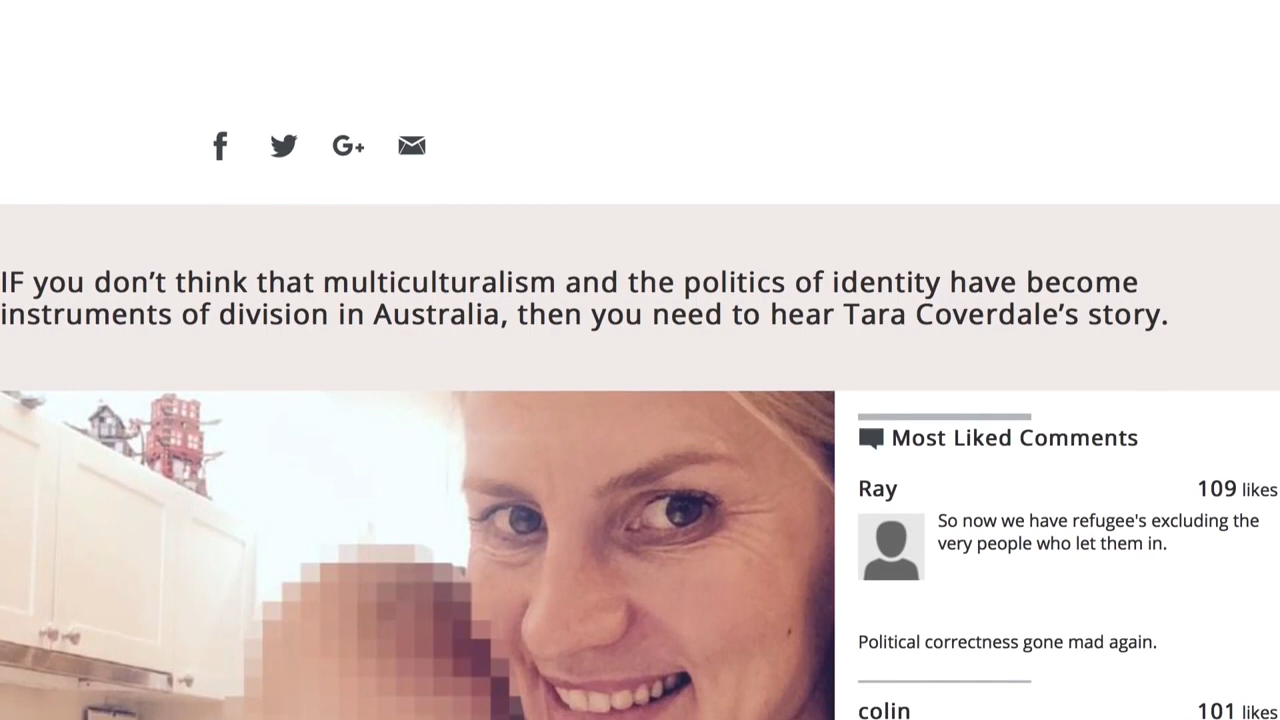 G+
IF you don’t think that multiculturalism and the politics of identity have become
instruments of division in Australia, then you need to hear Tara Coverdale’s story.
Most Liked Comments
Ray 109 likes
So now we have refugee's excluding the
very people who let them in.
Political correctness gone mad again.
colin 101 likes